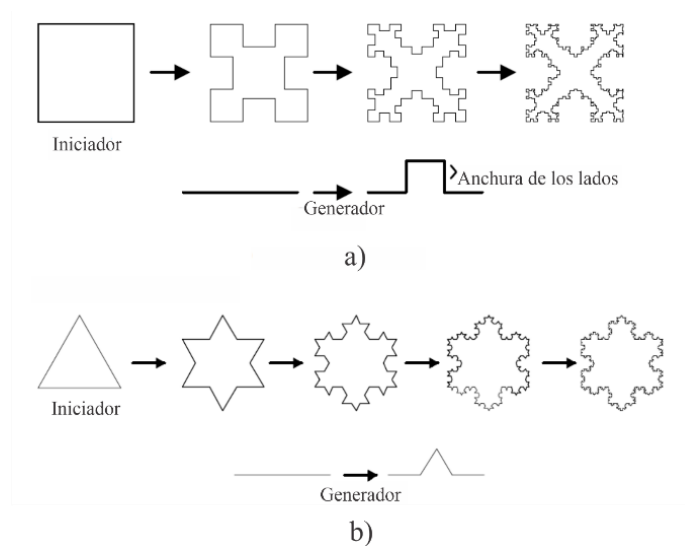 Iniciador
Anchura de los lados
Generador
a)
Iniciador
Generador
b)